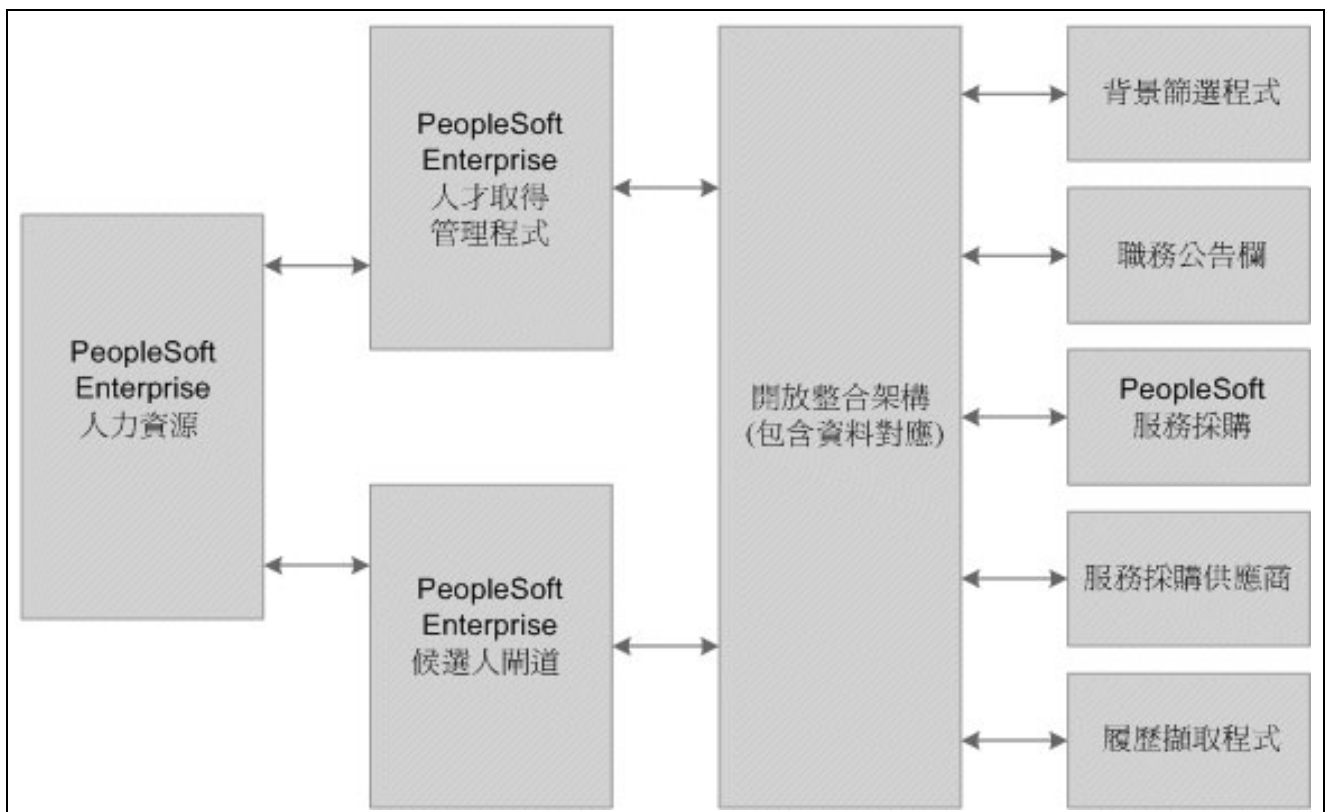 PeopleSoft
Enterprise
人力資源
PeopleSoft
Enterprise
人才取得
管理程式
PeopleSoft
Enterprise
候選人閘道
開放整合架構
(包含資料對應)
背景篩選程式
職務公告欄
PeopleSoft
服務採購
服務採購供應商
履歷擷取程式